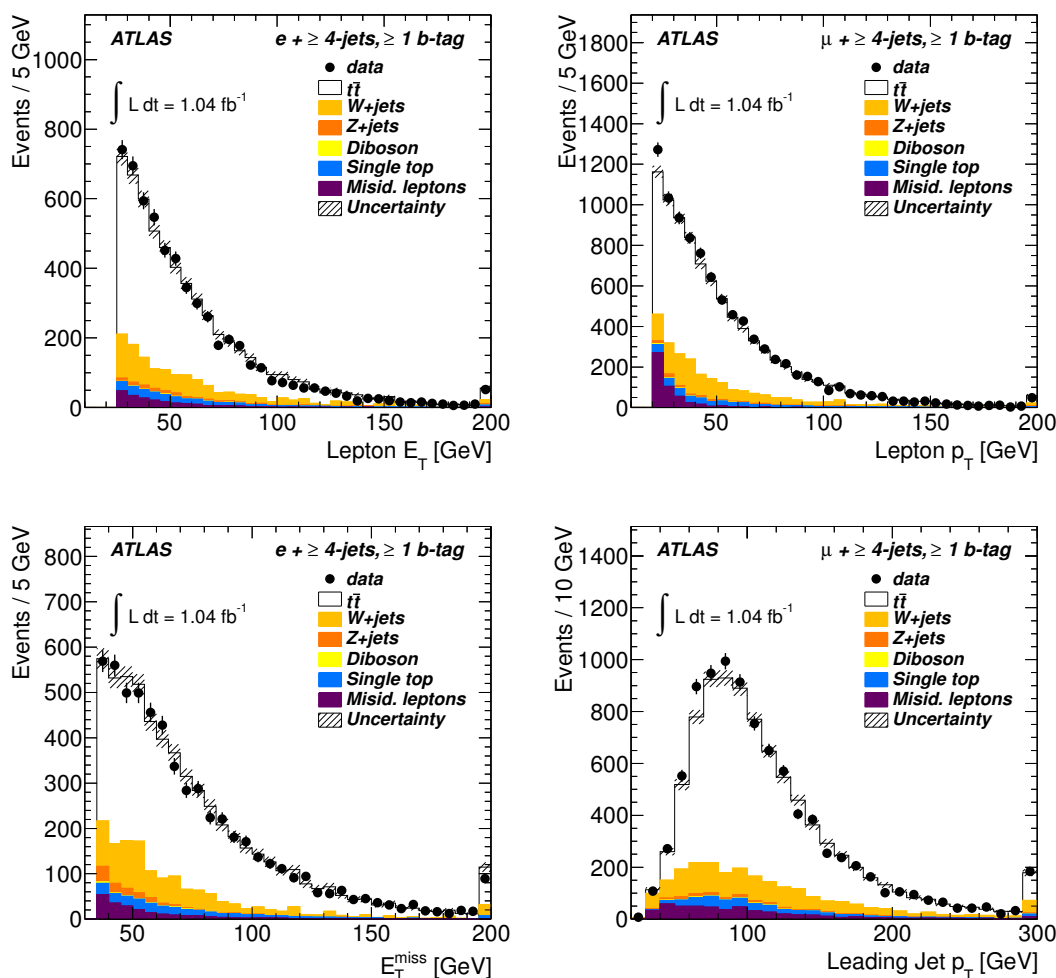 ATLAS e + ≥ 4-jets, ≥ 1 b-tag
∫ L dt = 1.04 fb⁻¹
data
tt̄
W+jets
Z+jets
Diboson
Single top
Misid. leptons
Uncertainty
Events / 5 GeV
0 200 400 600 800 1000
50 100 150 200
Lepton E_T [GeV]
ATLAS μ + ≥ 4-jets, ≥ 1 b-tag
∫ L dt = 1.04 fb⁻¹
data
tt̄
W+jets
Z+jets
Diboson
Single top
Misid. leptons
Uncertainty
Events / 5 GeV
0 200 400 600 800 1000 1200 1400 1600 1800
50 100 150 200
Lepton p_T [GeV]
ATLAS e + ≥ 4-jets, ≥ 1 b-tag
∫ L dt = 1.04 fb⁻¹
data
tt̄
W+jets
Z+jets
Diboson
Single top
Misid. leptons
Uncertainty
Events / 5 GeV
0 100 200 300 400 500 600 700 800
50 100 150 200
E_T^miss [GeV]
ATLAS μ + ≥ 4-jets, ≥ 1 b-tag
∫ L dt = 1.04 fb⁻¹
data
tt̄
W+jets
Z+jets
Diboson
Single top
Misid. leptons
Uncertainty
Events / 10 GeV
0 200 400 600 800 1000 1200 1400
100 200 300
Leading Jet p_T [GeV]